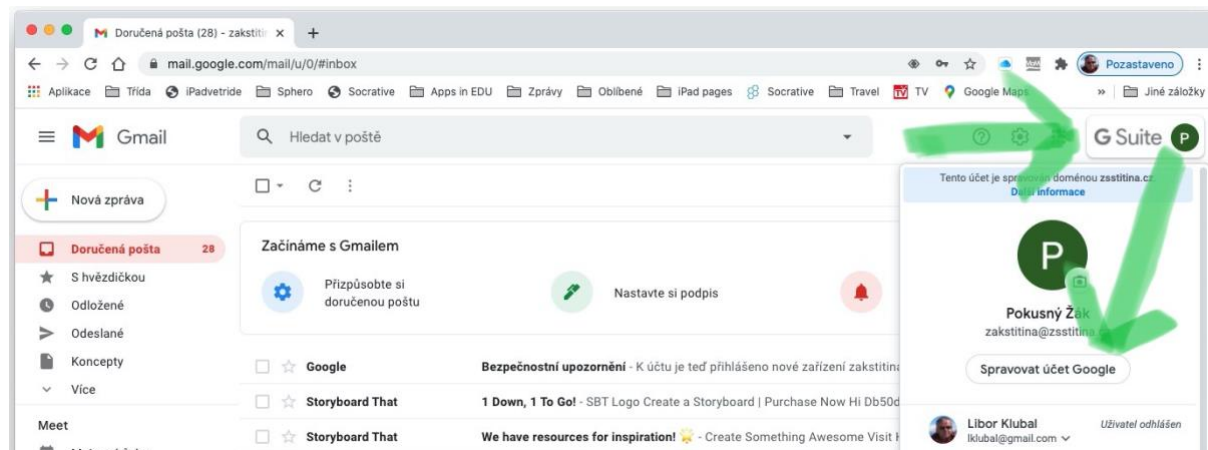 Doručená pošta (28) - zakstitin
mail.google.com/mail/u/0/#inbox
Pozastaveno
Aplikace Třída iPadvetride Sphero Socrative Apps in EDU Zprávy Oblíbené iPad pages Socrative Travel TV Google Maps » Jiné záložky
Gmail
Hledat v poště
G Suite P
Nová zpráva
Doručená pošta 28
S hvězdičkou
Odložené
Odeslané
Koncepty
Více
Meet
Začínáme s Gmailem
Přizpůsobte si
doručenou poštu
Nastavte si podpis
Google Bezpečnostní upozornění - K účtu je teď přihlášeno nové zařízení zakstitina
Storyboard That 1 Down, 1 To Go! - SBT Logo Create a Storyboard | Purchase Now Hi Db50d
Storyboard That We have resources for inspiration! - Create Something Awesome Visit
Tento účet je spravován doménou zsstitina.cz
Další informace
P
Pokusný Žák
zakstitina@zsstitina
Spravovat účet Google
Libor Klubal Uživatel odhlášen
lklubal@gmail.com